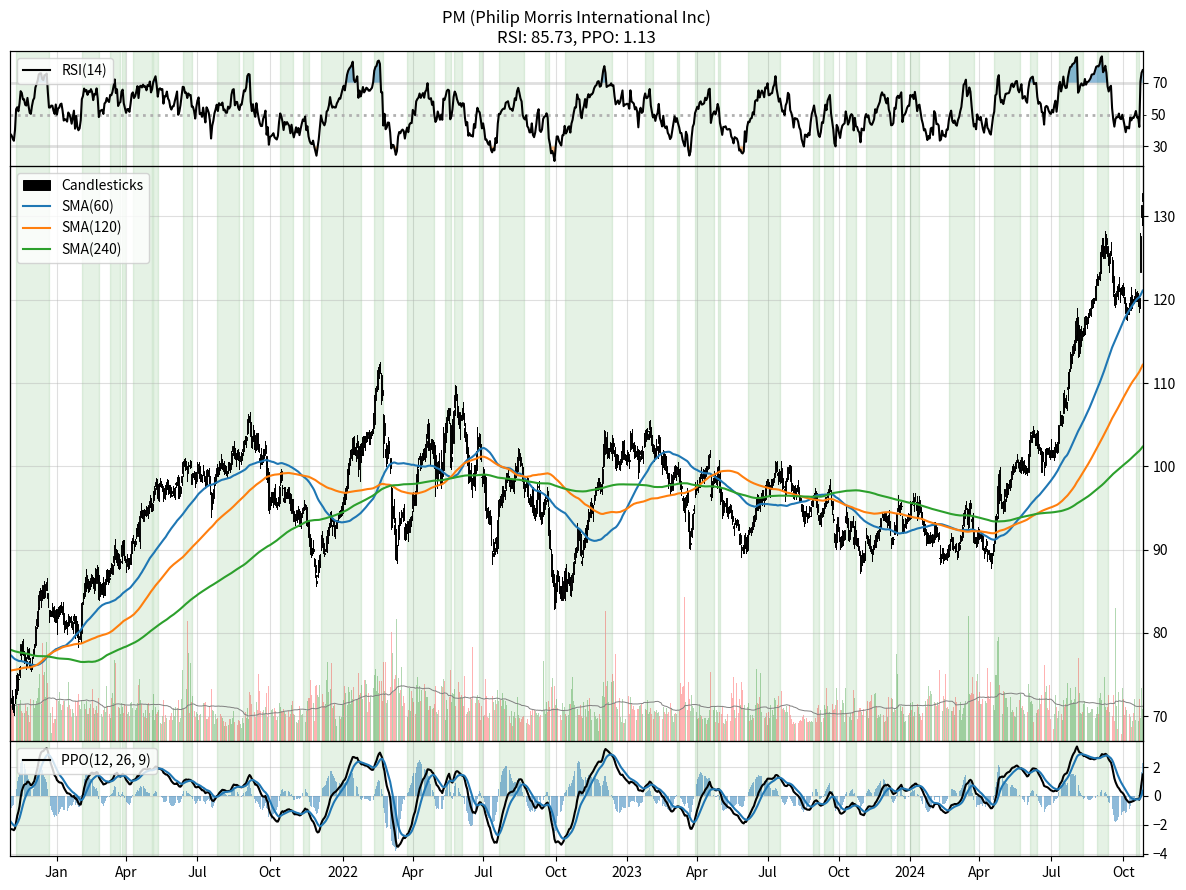 PM (Philip Morris International Inc)
RSI: 85.73, PPO: 1.13
RSI(14)
70
50
30
Candlesticks
SMA(60)
SMA(120)
SMA(240)
130
120
110
100
90
80
70
PPO(12, 26, 9)
2
0
−2
−4
Jan Apr Jul Oct 2022 Apr Jul Oct 2023 Apr Jul Oct 2024 Apr Jul Oct